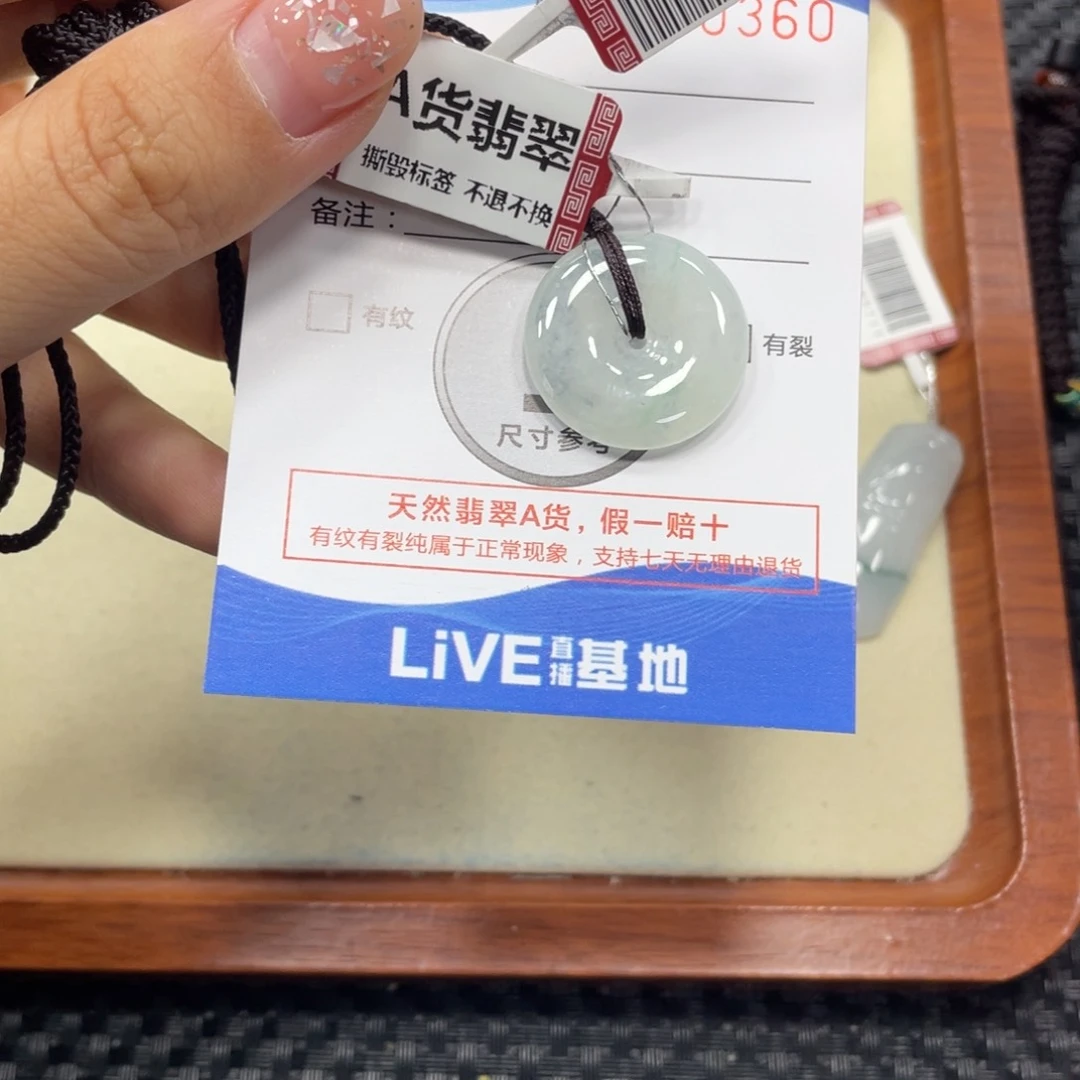 0360
A货翡翠
撕毁标签 不退不换
备注：
有纹
有裂
尺寸参考
天然翡翠A货，假一赔十
有纹有裂纯属于正常现象，支持七天无理由退货
LiVE直播基地